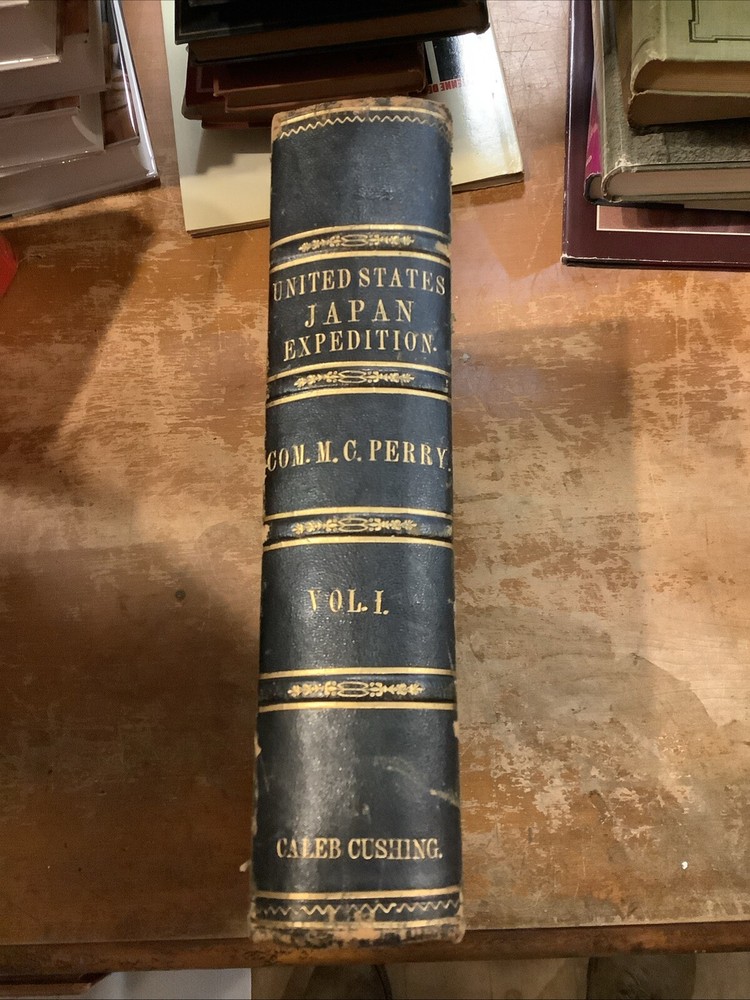 UNITED STATES
JAPAN
EXPEDITION.
COM. M. C. PERRY.
VOL. I.
CALEB CUSHING.